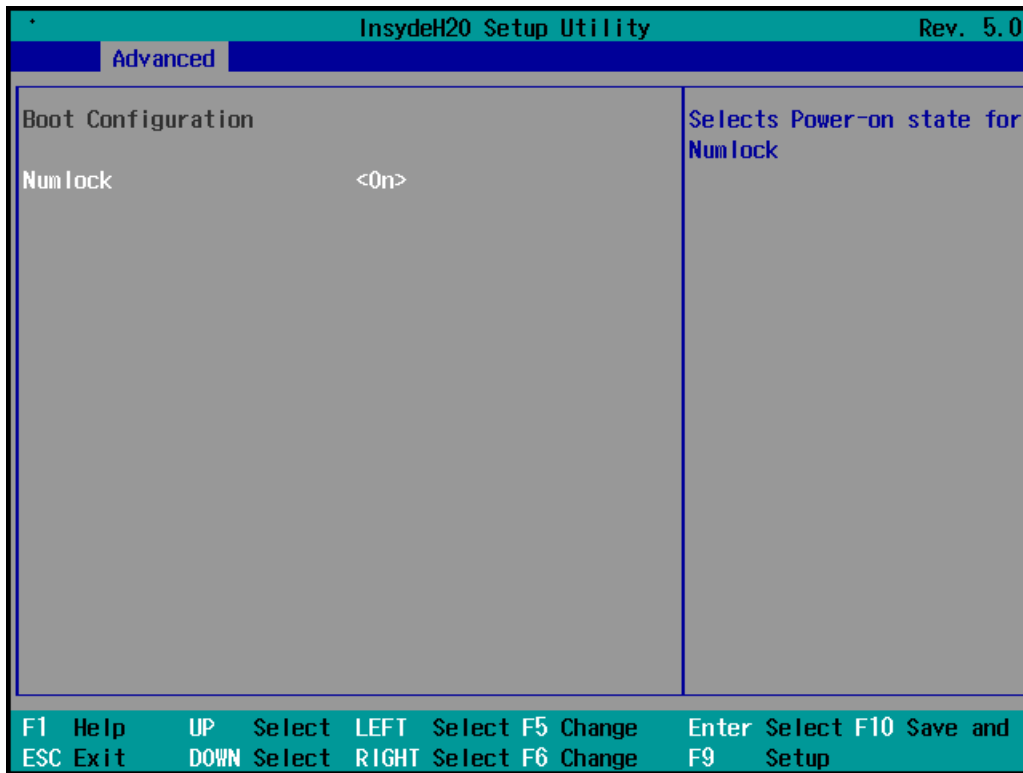 InsydeH20 Setup Utility Rev. 5.0
Advanced
Boot Configuration
Selects Power-on state for
Numlock
Numlock <On>
F1 Help UP Select LEFT Select F5 Change Enter Select F10 Save and
ESC Exit DOWN Select RIGHT Select F6 Change F9 Setup